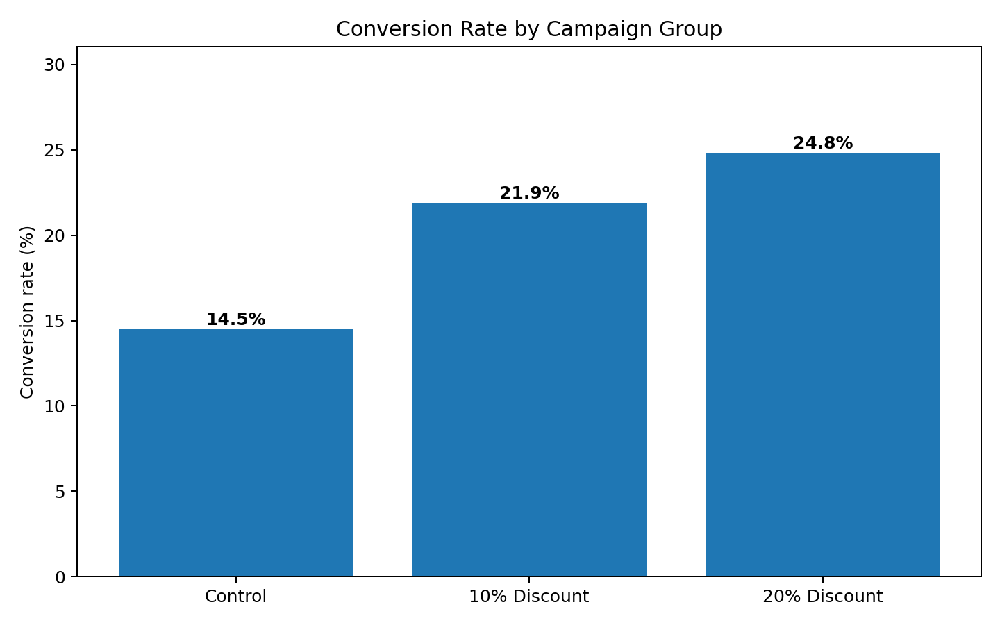 Conversion Rate by Campaign Group
Conversion rate (%)
30
25
20
15
10
5
0
14.5%
21.9%
24.8%
Control
10% Discount
20% Discount